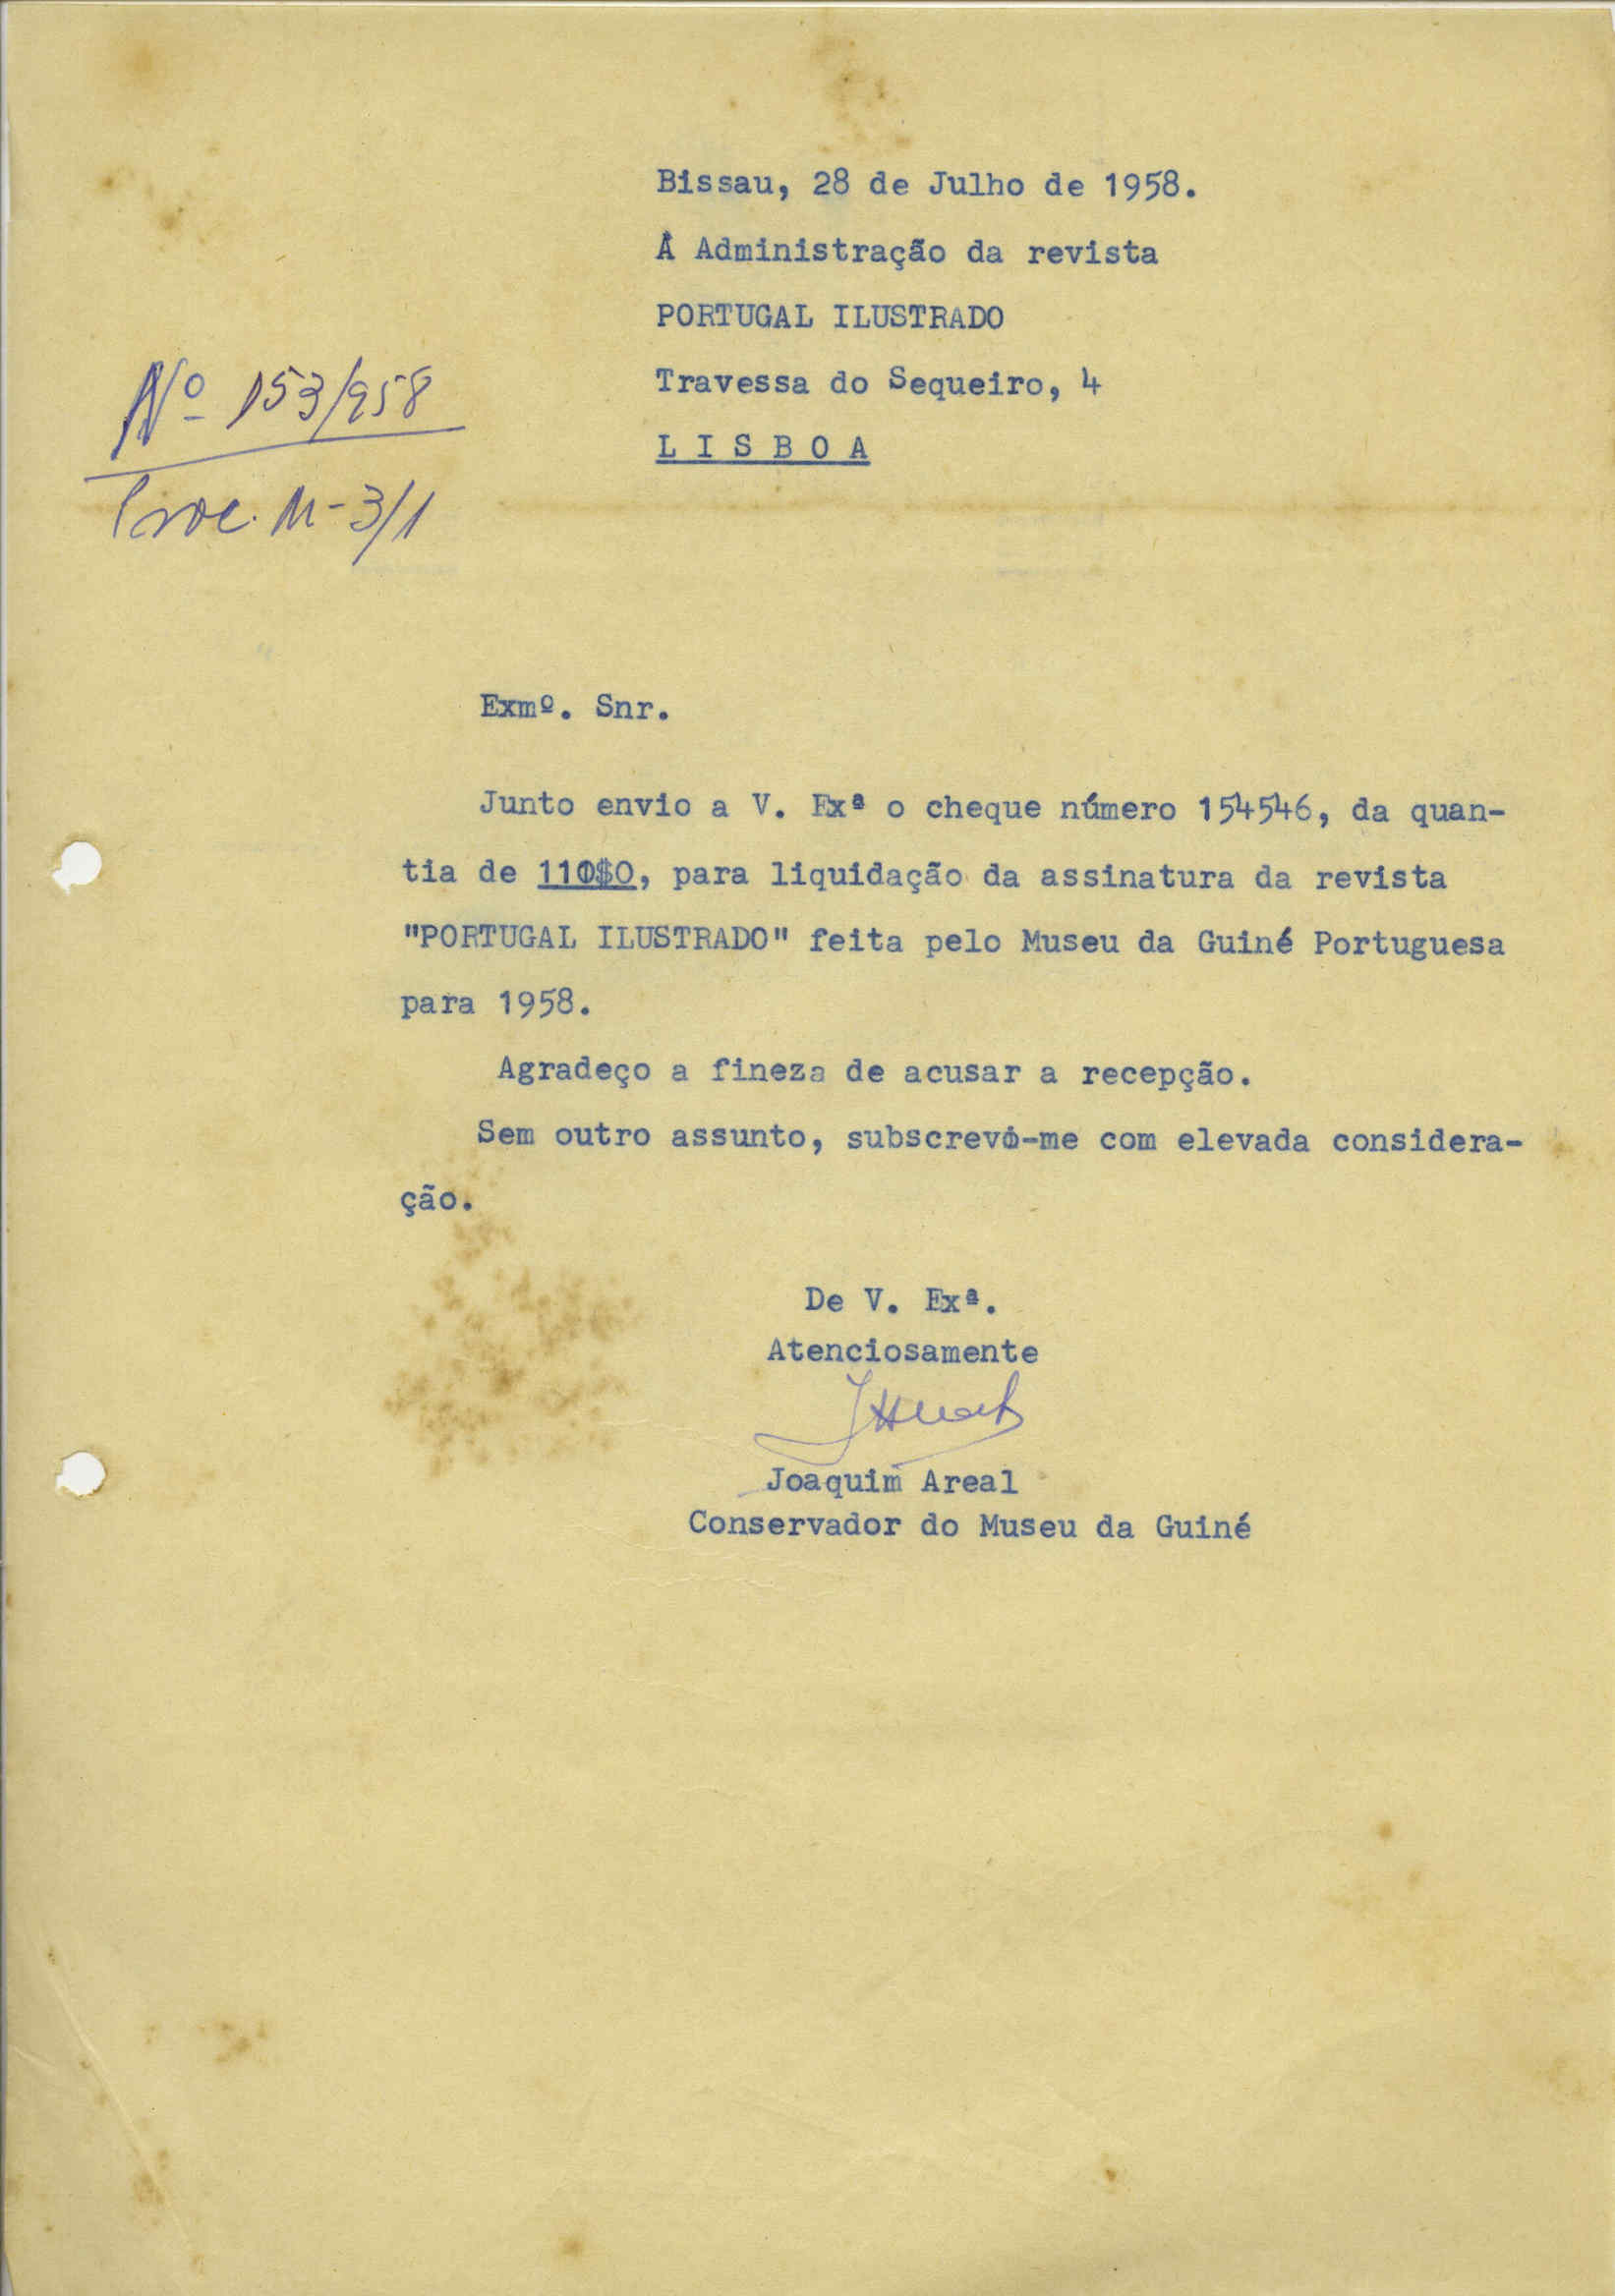 Bissau, 28 de Julho de 1958.
À Administração da revista
PORTUGAL ILUSTRADO
Travessa do Sequeiro, 4
L I S B O A
Nº 153/958
Proc. M-3/1
Exmº. Snr.
Junto envio a V. Exª o cheque número 154546, da quan-
tia de 110$0, para liquidação da assinatura da revista
"PORTUGAL ILUSTRADO" feita pelo Museu da Guiné Portuguesa
para 1958.
Agradeço a fineza de acusar a recepção.
Sem outro assunto, subscrevo-me com elevada considera-
ção.
De V. Exª.
Atenciosamente
Joaquim Areal
Conservador do Museu da Guiné